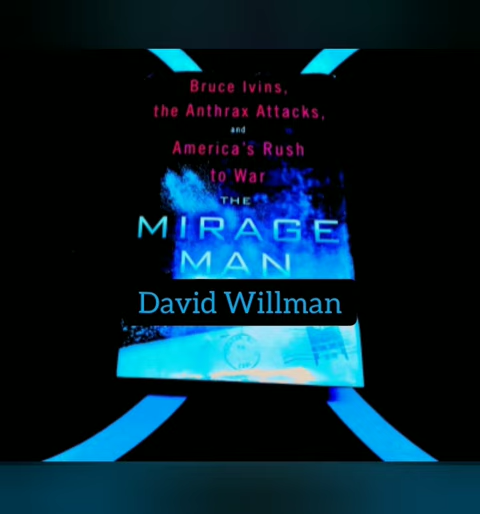 Bruce Ivins,
the Anthrax Attacks,
and
America's Rush
to War
THE
MIRAGE
MAN
David Willman